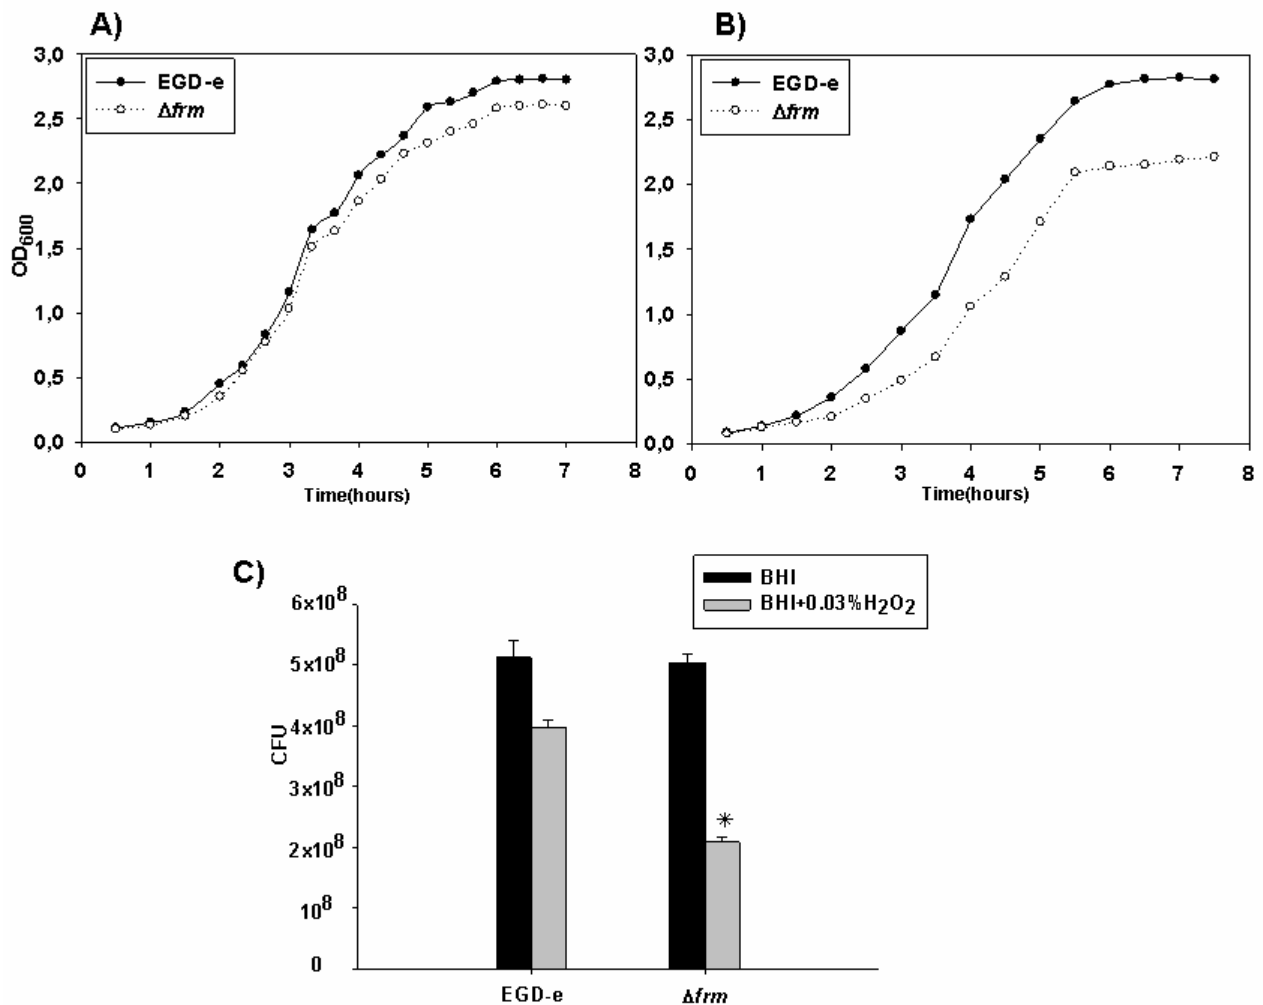 A)
3,0
2,5
2,0
1,5
1,0
0,5
0,0
OD600
EGD-e
Δfrm
0 1 2 3 4 5 6 7 8
Time(hours)
B)
3,0
2,5
2,0
1,5
1,0
0,5
0,0
EGD-e
Δfrm
0 1 2 3 4 5 6 7 8
Time(hours)
C)
BHI
BHI+0.03%H2O2
6x10^8
5x10^8
4x10^8
3x10^8
2x10^8
10^8
0
CFU
*
EGD-e Δfrm